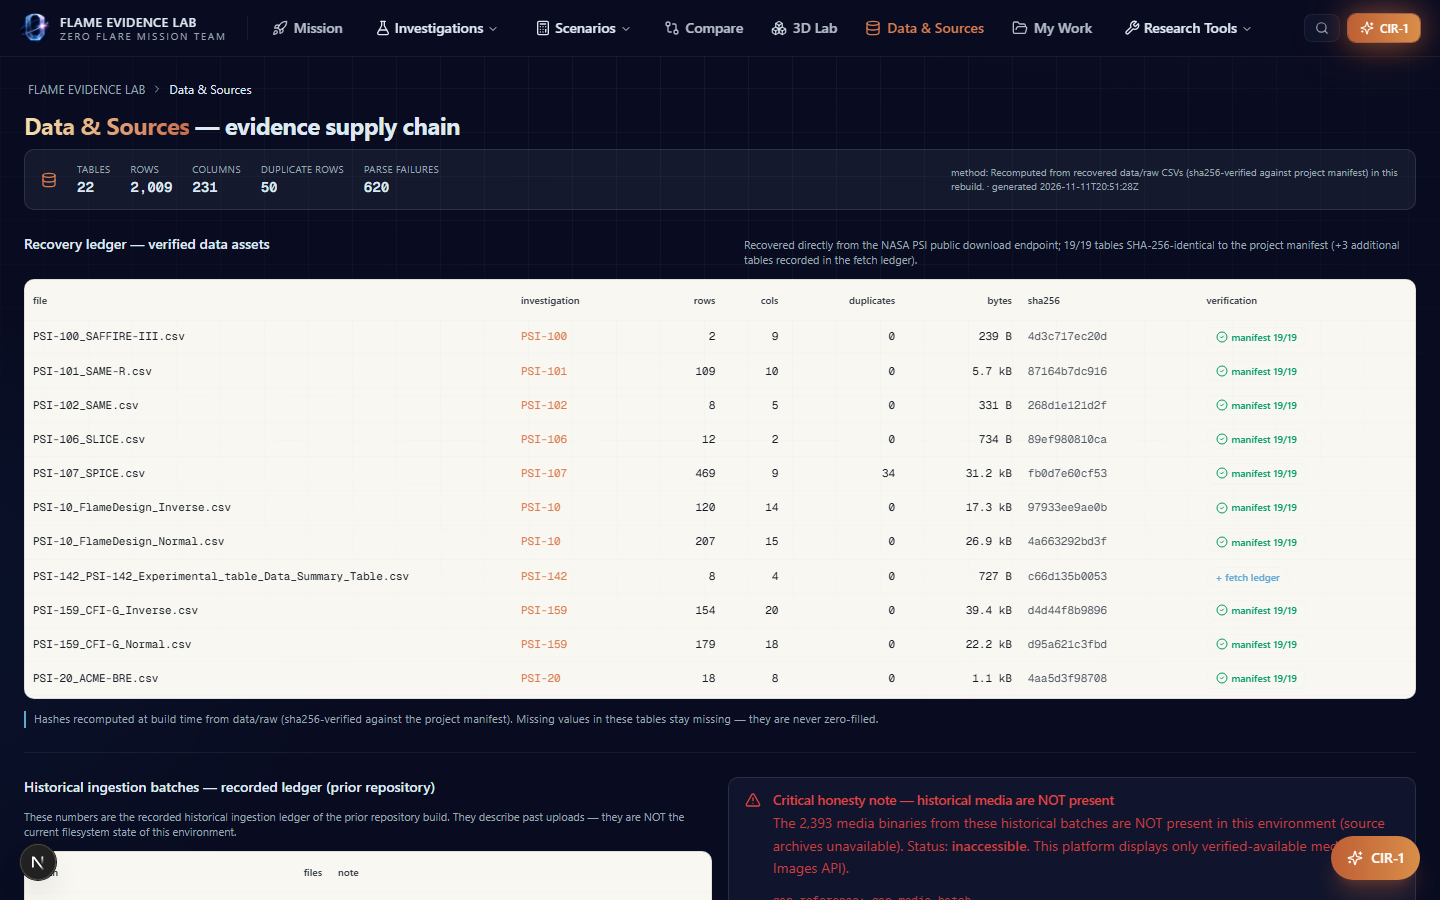 FLAME EVIDENCE LAB
ZERO FLARE MISSION TEAM
Mission
Investigations
Scenarios
Compare
3D Lab
Data & Sources
My Work
Research Tools
CIR-1
FLAME EVIDENCE LAB > Data & Sources
Data & Sources — evidence supply chain
TABLES ROWS COLUMNS DUPLICATE ROWS PARSE FAILURES
22 2,009 231 50 620
method: Recomputed from recovered data/raw CSVs (sha256-verified against project manifest) in this
rebuild. · generated 2026-11-11T20:51:28Z
Recovery ledger — verified data assets
Recovered directly from the NASA PSI public download endpoint; 19/19 tables SHA-256-identical to the project manifest (+3 additional
tables recorded in the fetch ledger).
file investigation rows cols duplicates bytes sha256 verification
PSI-100_SAFFIRE-III.csv PSI-100 2 9 0 239 B 4d3c717ec20d manifest 19/19
PSI-101_SAME-R.csv PSI-101 109 10 0 5.7 kB 87164b7dc916 manifest 19/19
PSI-102_SAME.csv PSI-102 8 5 0 331 B 268d1e121d2f manifest 19/19
PSI-106_SLICE.csv PSI-106 12 2 0 734 B 89ef980810ca manifest 19/19
PSI-107_SPICE.csv PSI-107 469 9 34 31.2 kB fb0d7e60cf53 manifest 19/19
PSI-10_FlameDesign_Inverse.csv PSI-10 120 14 0 17.3 kB 97933ee9ae0b manifest 19/19
PSI-10_FlameDesign_Normal.csv PSI-10 207 15 0 26.9 kB 4a663292bd3f manifest 19/19
PSI-142_PSI-142_Experimental_table_Data_Summary_Table.csv PSI-142 8 4 0 727 B c66d135b0053 + fetch ledger
PSI-159_CFI-G_Inverse.csv PSI-159 154 20 0 39.4 kB d4d44f8b9896 manifest 19/19
PSI-159_CFI-G_Normal.csv PSI-159 179 18 0 22.2 kB d95a621c3fbd manifest 19/19
PSI-20_ACME-BRE.csv PSI-20 18 8 0 1.1 kB 4aa5d3f98708 manifest 19/19
Hashes recomputed at build time from data/raw (sha256-verified against the project manifest). Missing values in these tables stay missing — they are never zero-filled.
Historical ingestion batches — recorded ledger (prior repository)
These numbers are the recorded historical ingestion ledger of the prior repository build. They describe past uploads — they are NOT the
current filesystem state of this environment.
files note
Critical honesty note — historical media are NOT present
The 2,393 media binaries from these historical batches are NOT present in this environment (source
archives unavailable). Status: inaccessible. This platform displays only verified-available
Images API).
CIR-1
N